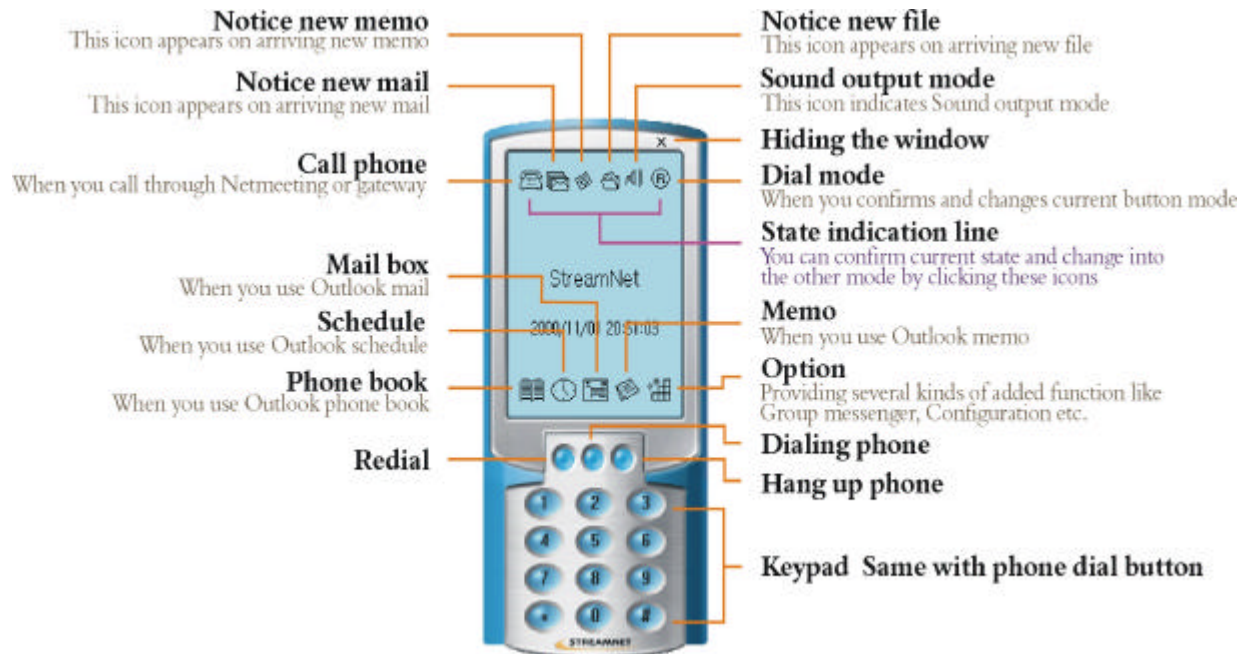 Notice new memo
This icon appears on arriving new memo
Notice new mail
This icon appears on arriving new mail
Call phone
When you call through Netmeeting or gateway
Mail box
When you use Outlook mail
Schedule
When you use Outlook schedule
Phone book
When you use Outlook phone book
Redial
Notice new file
This icon appears on arriving new file
Sound output mode
This icon indicates Sound output mode
Hiding the window
Dial mode
When you confirms and changes current button mode
State indication line
You can confirm current state and change into
the other mode by clicking these icons
Memo
When you use Outlook memo
Option
Providing several kinds of added function like
Group messenger, Configuration etc.
Dialing phone
Hang up phone
Keypad Same with phone dial button
X
R
StreamNet
2000/11/01 20:51:03
1 2 3
4 5 6
7 8 9
* 0 #
STREAMNET